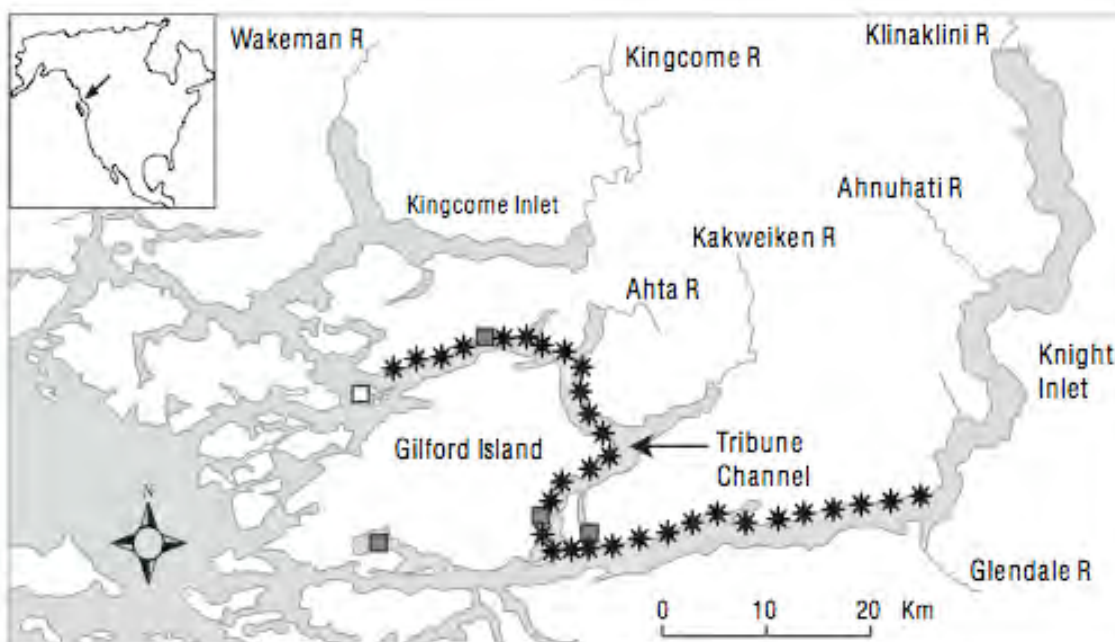 Wakeman R
Kingcome R
Klinaklini R
Kingcome Inlet
Ahnuhati R
Kakweiken R
Ahta R
Knight
Inlet
Gilford Island
Tribune
Channel
N
Glendale R
0 10 20 Km